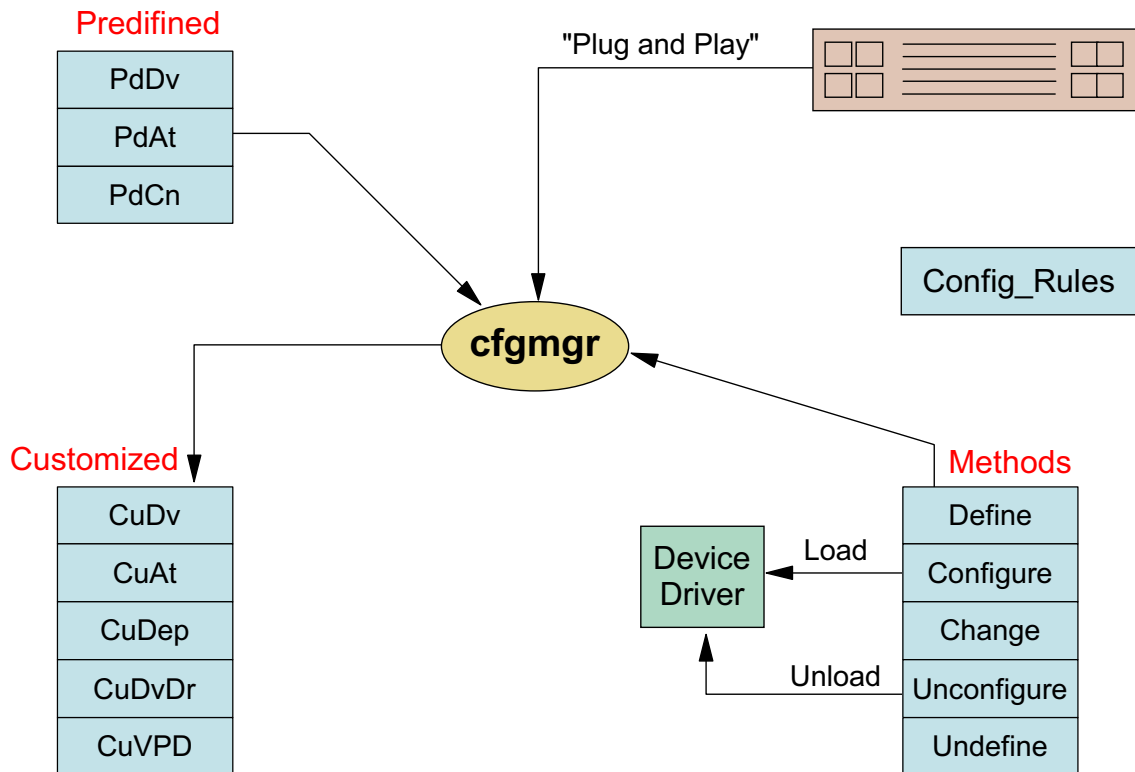 Predifined
PdDv
PdAt
PdCn
"Plug and Play"
Config_Rules
cfgmgr
Customized
CuDv
CuAt
CuDep
CuDvDr
CuVPD
Device
Driver
Load
Unload
Methods
Define
Configure
Change
Unconfigure
Undefine